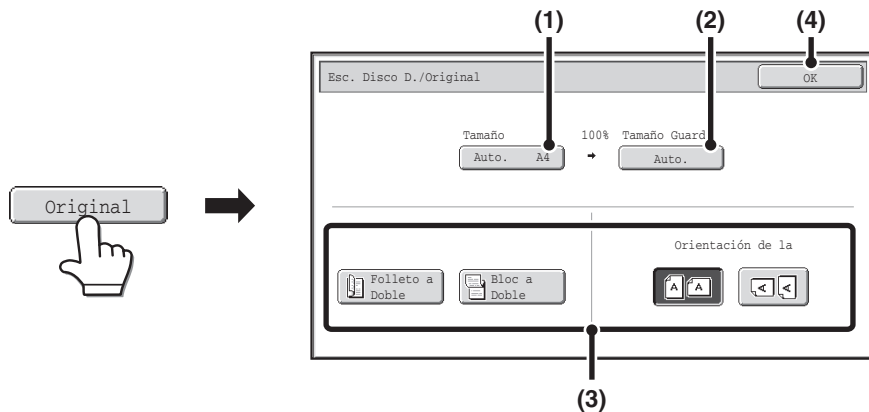 (1) (2) (4)
Esc. Disco D./Original OK
Tamaño 100% Tamaño Guard
Auto. A4 Auto.
Original
Orientación de la
Folleto a Doble
Bloc a Doble
A A A A
(3)